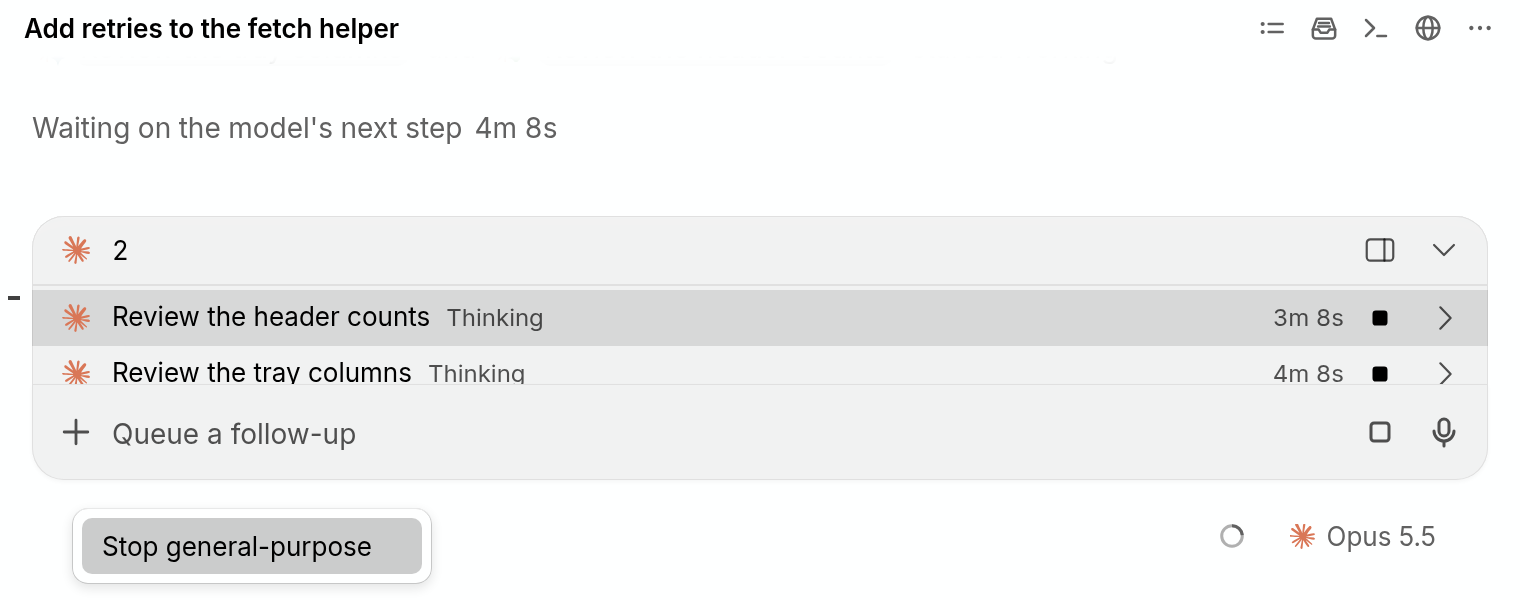 Add retries to the fetch helper
Waiting on the model's next step 4m 8s
2
Review the header counts Thinking 3m 8s
Review the tray columns Thinking 4m 8s
Queue a follow-up
Stop general-purpose
Opus 5.5